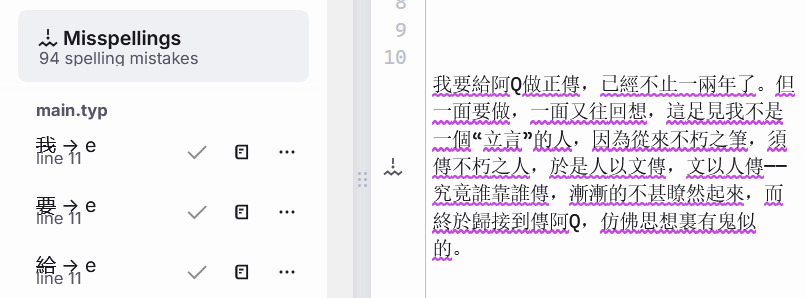 Misspellings
94 spelling mistakes
main.typ
我 → e
line 11
要 → e
line 11
給 → e
line 11
8
9
10
我要給阿Q做正傳，已經不止一兩年了。但
一面要做，一面又往回想，這足見我不是
一個“立言”的人，因為從來不朽之筆，須
傳不朽之人，於是人以文傳，文以人傳——
究竟誰靠誰傳，漸漸的不甚瞭然起來，而
終於歸接到傳阿Q，仿佛思想裏有鬼似
的。